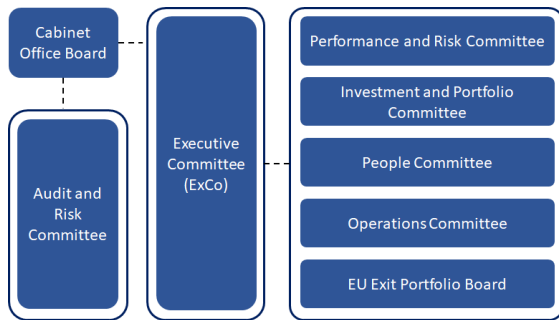 Cabinet
Office Board
Audit and
Risk
Committee
Executive
Committee
(ExCo)
Performance and Risk Committee
Investment and Portfolio
Committee
People Committee
Operations Committee
EU Exit Portfolio Board